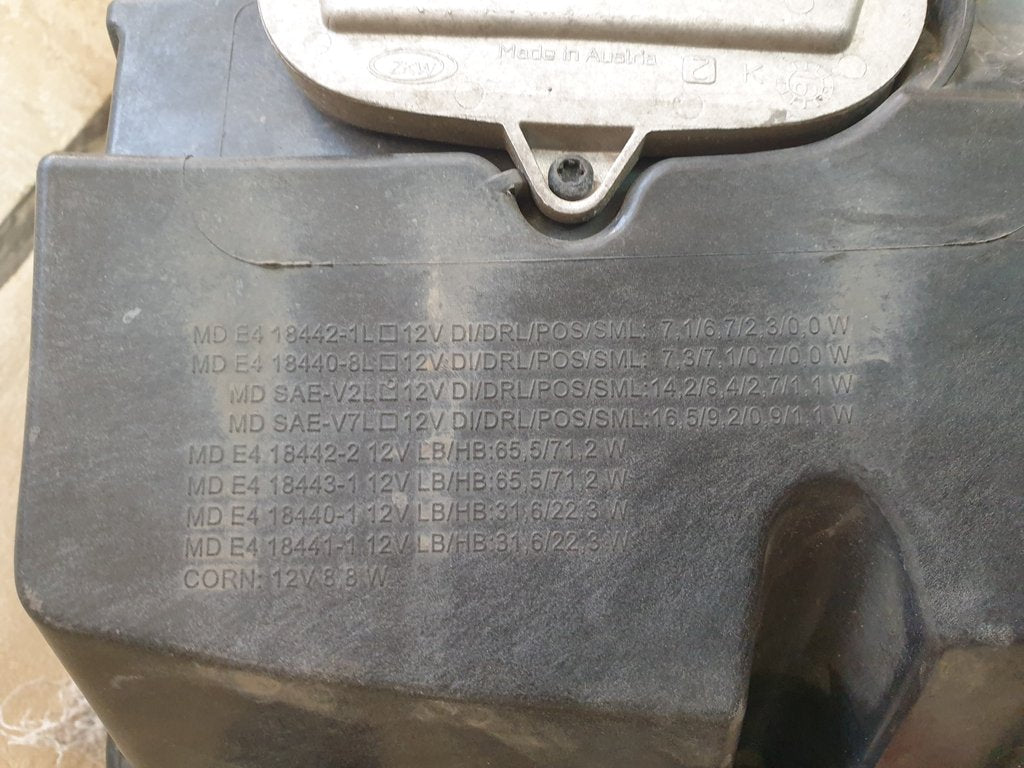 ZKW
Made in Austria
K
MD E4 18442-1L□ 12V DI/DRL/POS/SML: 7,1/6,7/2,3/0,0 W
MD E4 18440-8L□ 12V DI/DRL/POS/SML: 7,3/7,1/0,7/0,0 W
MD SAE-V2L□ 12V DI/DRL/POS/SML:14,2/8,4/2,7/1,1 W
MD SAE-V7L□ 12V DI/DRL/POS/SML:16,5/9,2/0,9/1,1 W
MD E4 18442-2 12V LB/HB:65,5/71,2 W
MD E4 18443-1 12V LB/HB:65,5/71,2 W
MD E4 18440-1 12V LB/HB:31,6/22,3 W
MD E4 18441-1 12V LB/HB:31,6/22,3 W
CORN: 12V 8,8 W